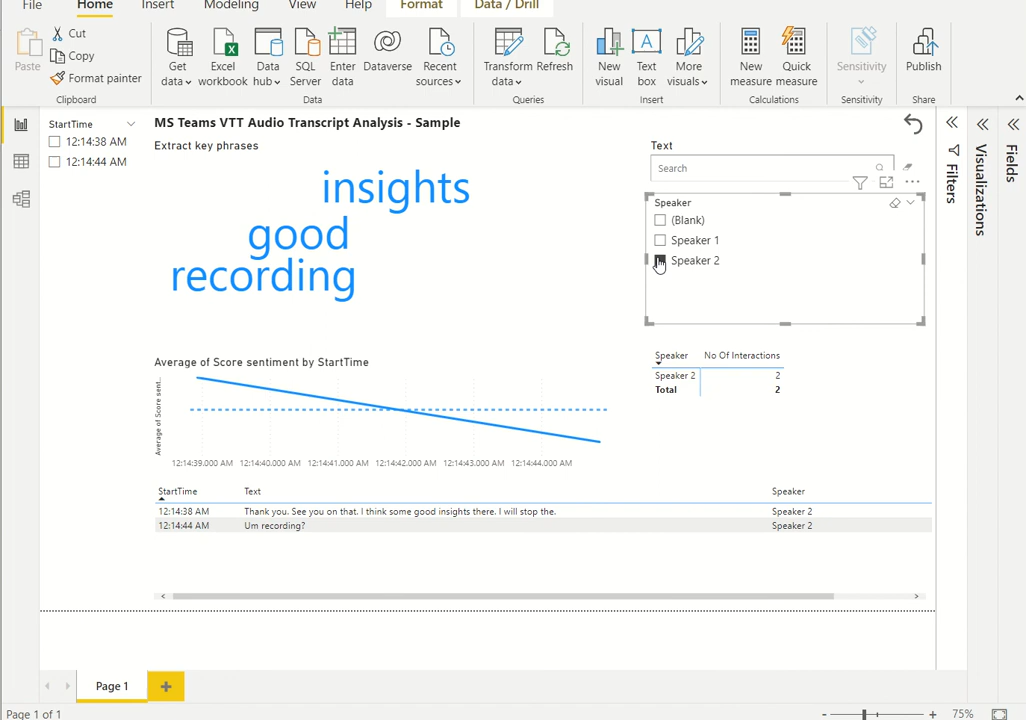 File Home Insert Modeling View Help Format Data / Drill
Paste
Cut
Copy
Format painter
Clipboard
Get data
Excel workbook
Data hub
SQL Server
Enter data
Dataverse
Recent sources
Data
Transform data
Refresh
Queries
New visual
Text box
More visuals
Insert
New measure
Quick measure
Calculations
Sensitivity
Sensitivity
Publish
Share
StartTime
12:14:38 AM
12:14:44 AM
MS Teams VTT Audio Transcript Analysis - Sample
Extract key phrases
insights
good
recording
Text
Search
Speaker
(Blank)
Speaker 1
Speaker 2
Filters
Visualizations
Fields
Average of Score sentiment by StartTime
Average of Score sent...
12:14:39.000 AM 12:14:40.000 AM 12:14:41.000 AM 12:14:42.000 AM 12:14:43.000 AM 12:14:44.000 AM
Speaker No Of Interactions
Speaker 2 2
Total 2
StartTime Text Speaker
12:14:38 AM Thank you. See you on that. I think some good insights there. I will stop the. Speaker 2
12:14:44 AM Um recording? Speaker 2
Page 1
Page 1 of 1
75%